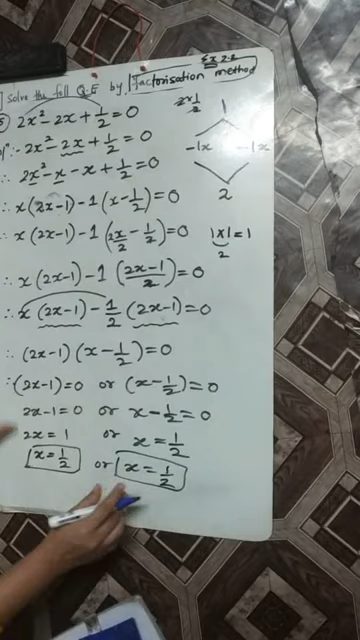 Ex 2.2
] Solve the foll Q.E by Factorisation method
2x² - 2x + 1/2 = 0
:- 2x² - 2x + 1/2 = 0
∴ 2x² - x - x + 1/2 = 0
∴ x (2x-1) - 1 (x - 1/2) = 0
∴ x (2x-1) - 1 (2x/2 - 1/2) = 0
∴ x (2x-1) - 1 (2x-1/2) = 0
∴ x (2x-1) - 1/2 (2x-1) = 0
∴ (2x-1) (x - 1/2) = 0
∴ (2x-1) = 0 or (x - 1/2) = 0
2x-1 = 0 or x - 1/2 = 0
2x = 1 or x = 1/2
x = 1/2 or x = 1/2
2x1/2
1
-1x -1x
2
1x1 = 1
2